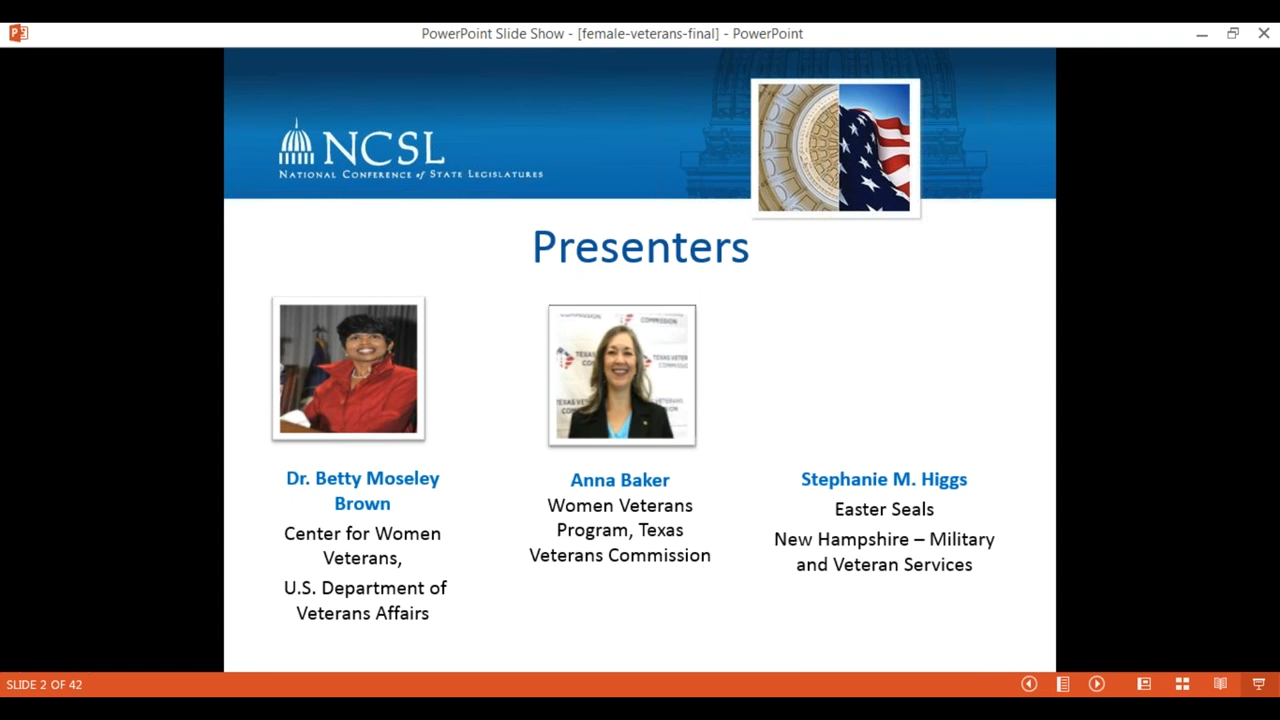 PowerPoint Slide Show - [female-veterans-final] - PowerPoint
NCSL
NATIONAL CONFERENCE of STATE LEGISLATURES
Presenters
COMMISSION
Dr. Betty Moseley
Brown
Center for Women
Veterans,
U.S. Department of
Veterans Affairs
Anna Baker
Women Veterans
Program, Texas
Veterans Commission
Stephanie M. Higgs
Easter Seals
New Hampshire – Military
and Veteran Services
SLIDE 2 OF 42